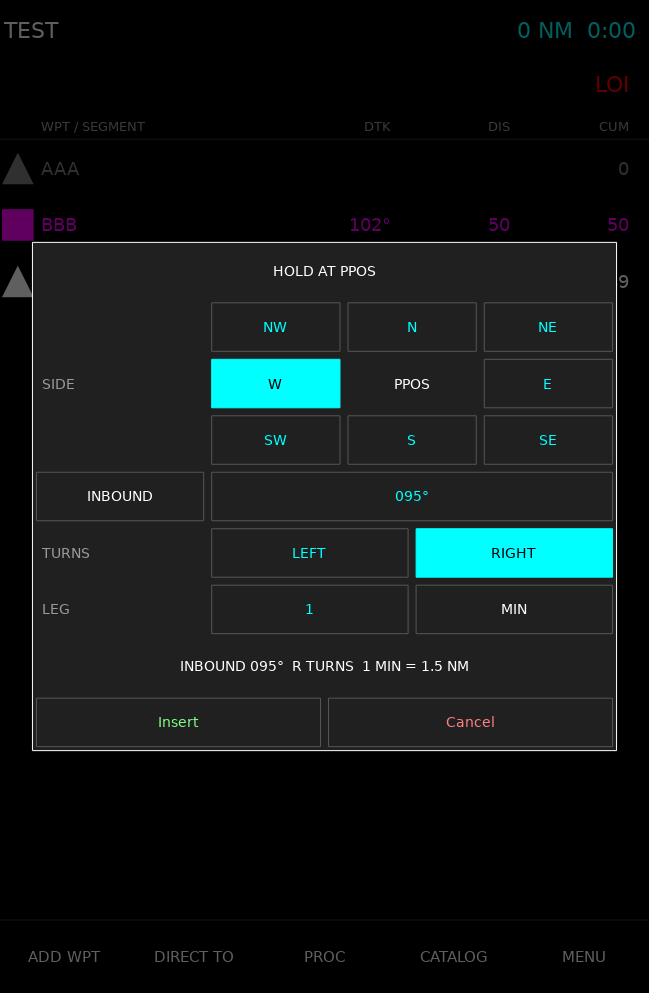 TEST 0 NM 0:00
LOI
WPT / SEGMENT DTK DIS CUM
AAA 0
BBB 102° 50 50
9
HOLD AT PPOS
NW N NE
SIDE W PPOS E
SW S SE
INBOUND 095°
TURNS LEFT RIGHT
LEG 1 MIN
INBOUND 095° R TURNS 1 MIN = 1.5 NM
Insert Cancel
ADD WPT DIRECT TO PROC CATALOG MENU